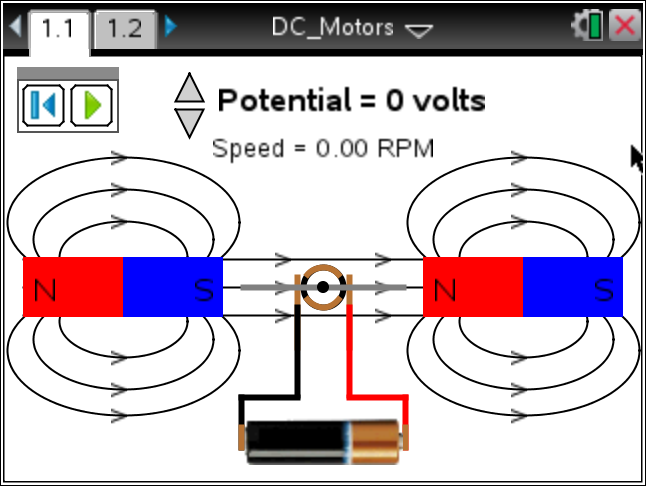 1.1 1.2 DC_Motors
Potential = 0 volts
Speed = 0.00 RPM
N S N S